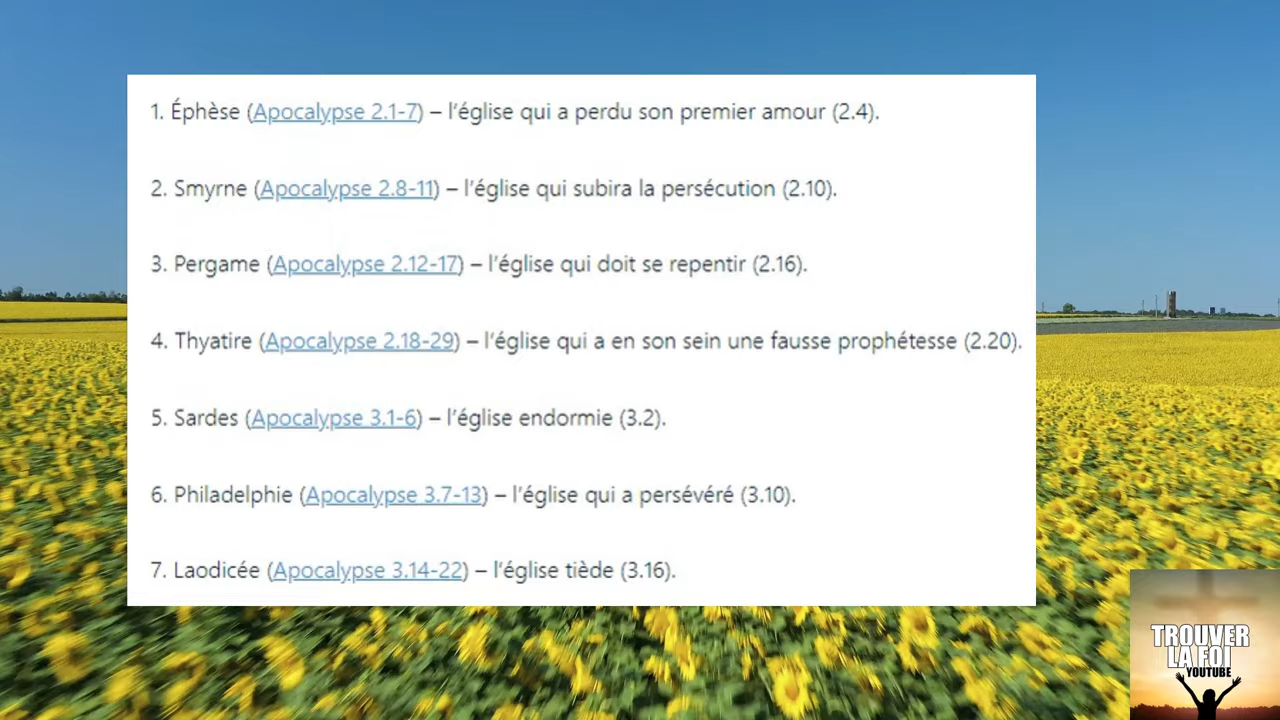 1. Éphèse (Apocalypse 2.1-7) – l'église qui a perdu son premier amour (2.4).
2. Smyrne (Apocalypse 2.8-11) – l'église qui subira la persécution (2.10).
3. Pergame (Apocalypse 2.12-17) – l'église qui doit se repentir (2.16).
4. Thyatire (Apocalypse 2.18-29) – l'église qui a en son sein une fausse prophétesse (2.20).
5. Sardes (Apocalypse 3.1-6) – l'église endormie (3.2).
6. Philadelphie (Apocalypse 3.7-13) – l'église qui a persévéré (3.10).
7. Laodicée (Apocalypse 3.14-22) – l'église tiède (3.16).
TROUVER
LA FOI
YOUTUBE